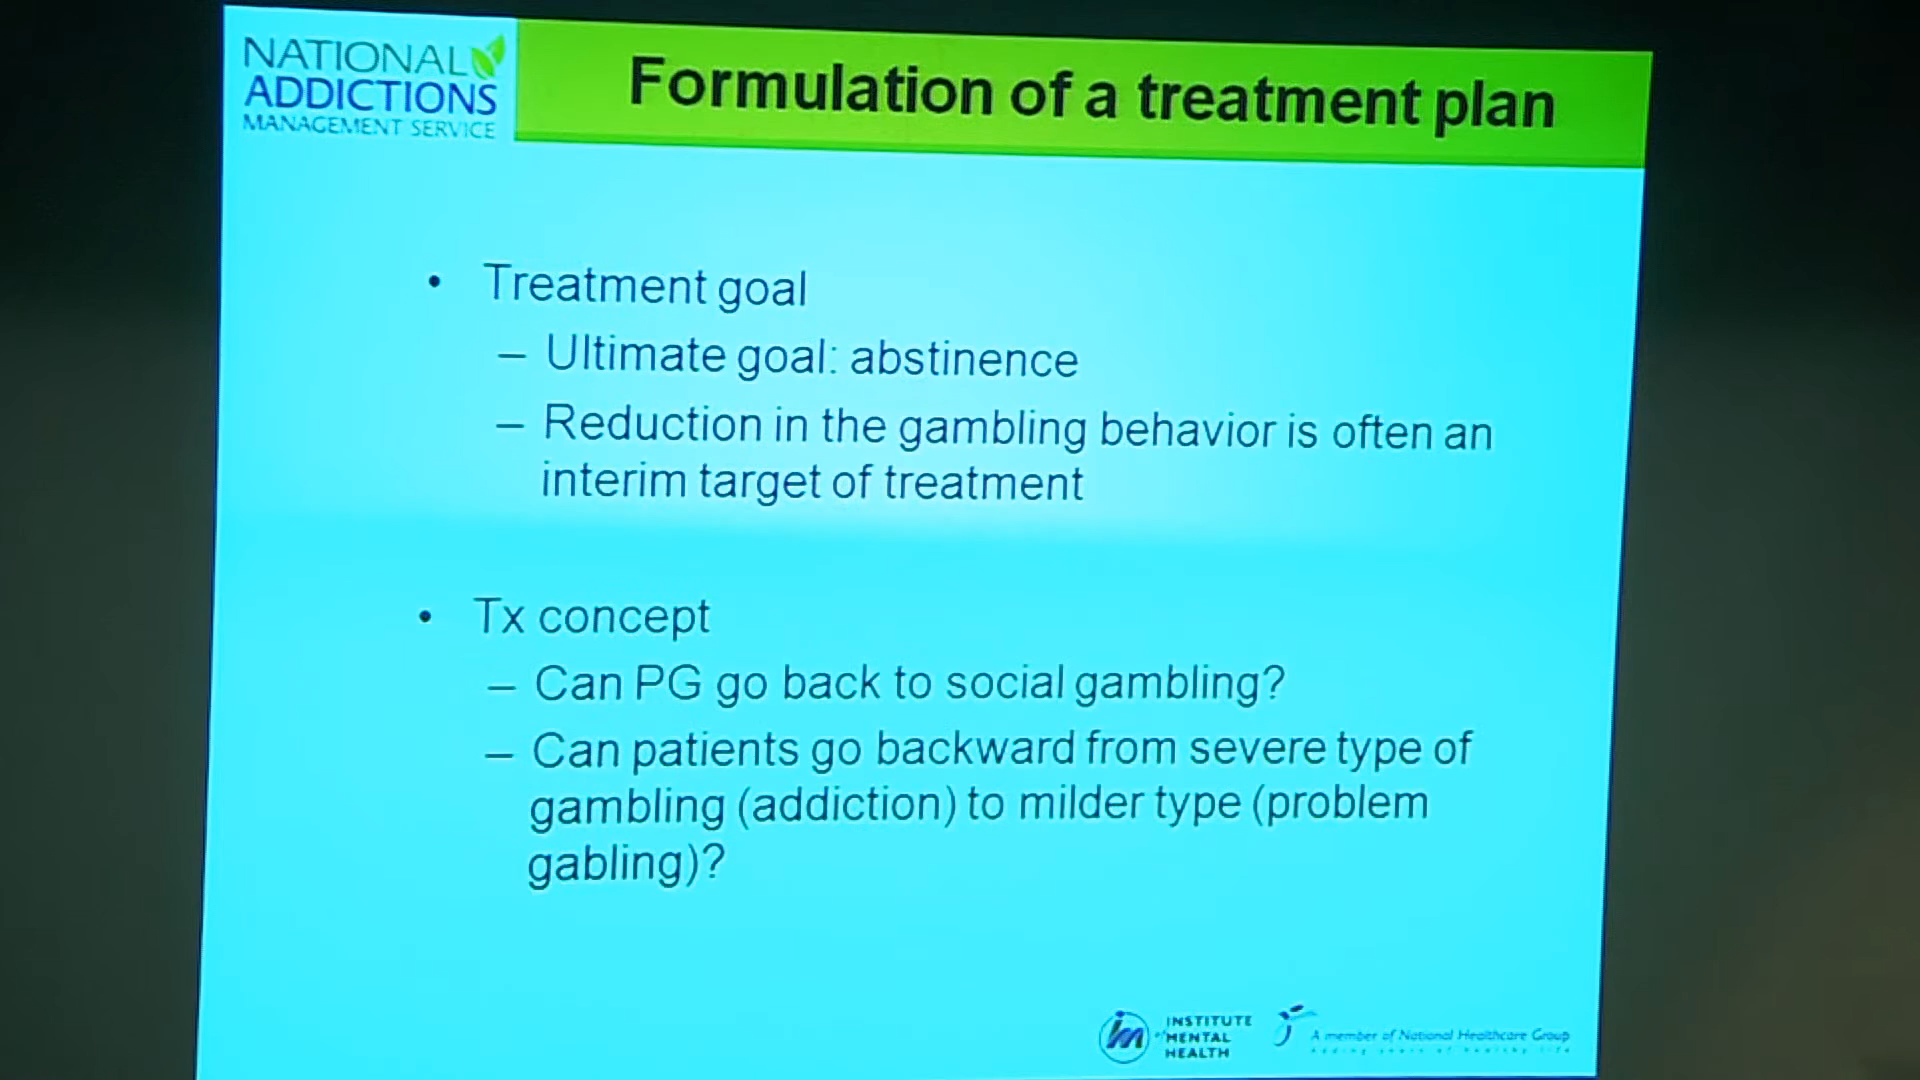 NATIONAL
ADDICTIONS
MANAGEMENT SERVICE
Formulation of a treatment plan
• Treatment goal
– Ultimate goal: abstinence
– Reduction in the gambling behavior is often an
interim target of treatment
• Tx concept
– Can PG go back to social gambling?
– Can patients go backward from severe type of
gambling (addiction) to milder type (problem
gabling)?
INSTITUTE
of MENTAL
HEALTH
A member of National Healthcare Group